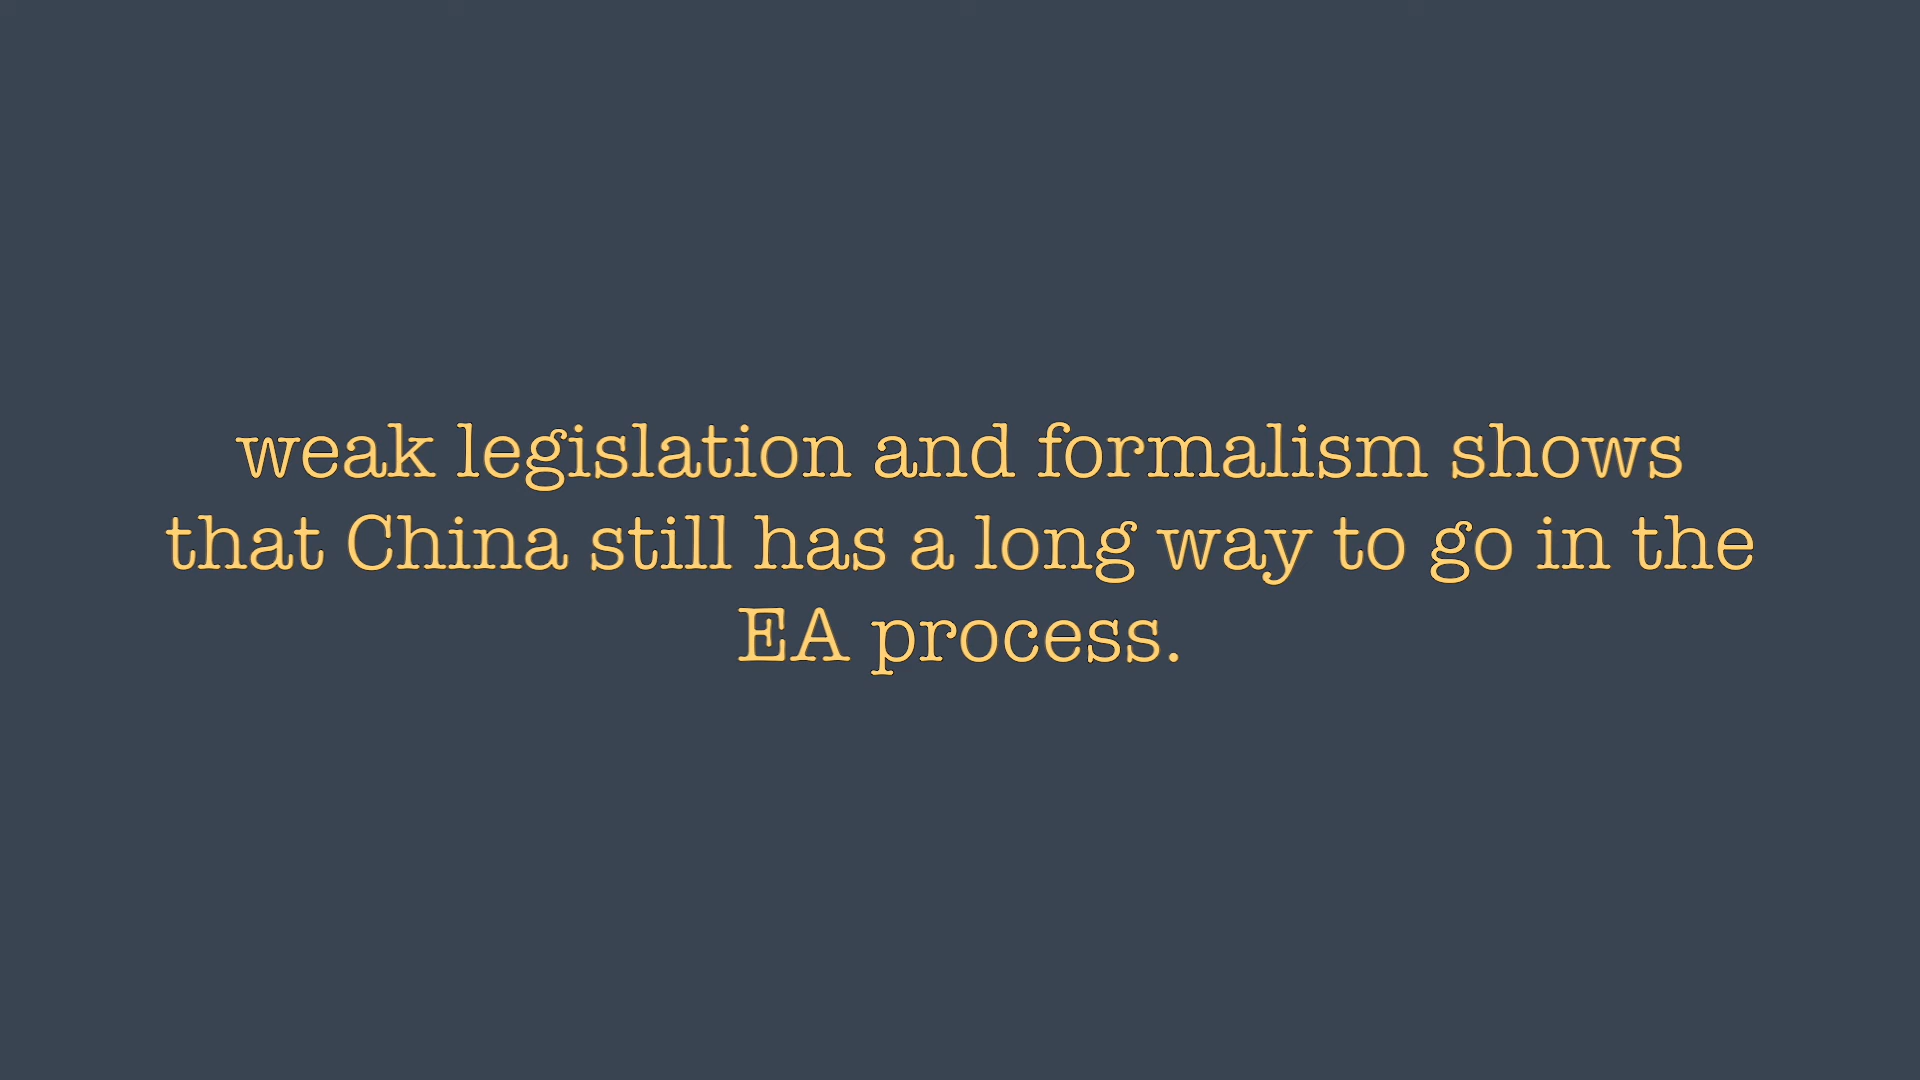 weak legislation and formalism shows
that China still has a long way to go in the
EA process.